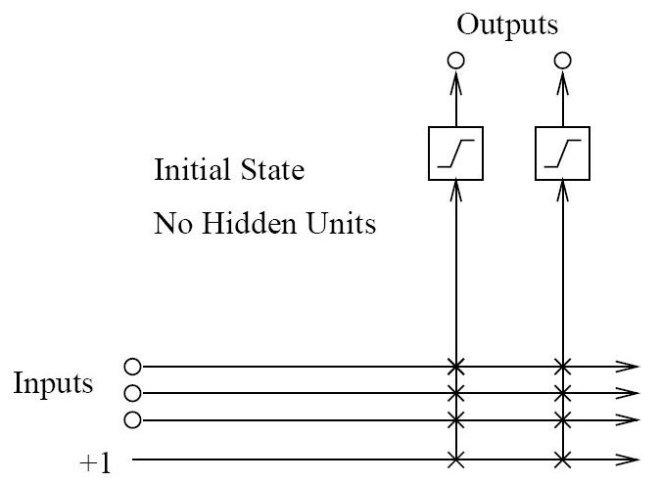 Outputs
Initial State
No Hidden Units
Inputs
+1